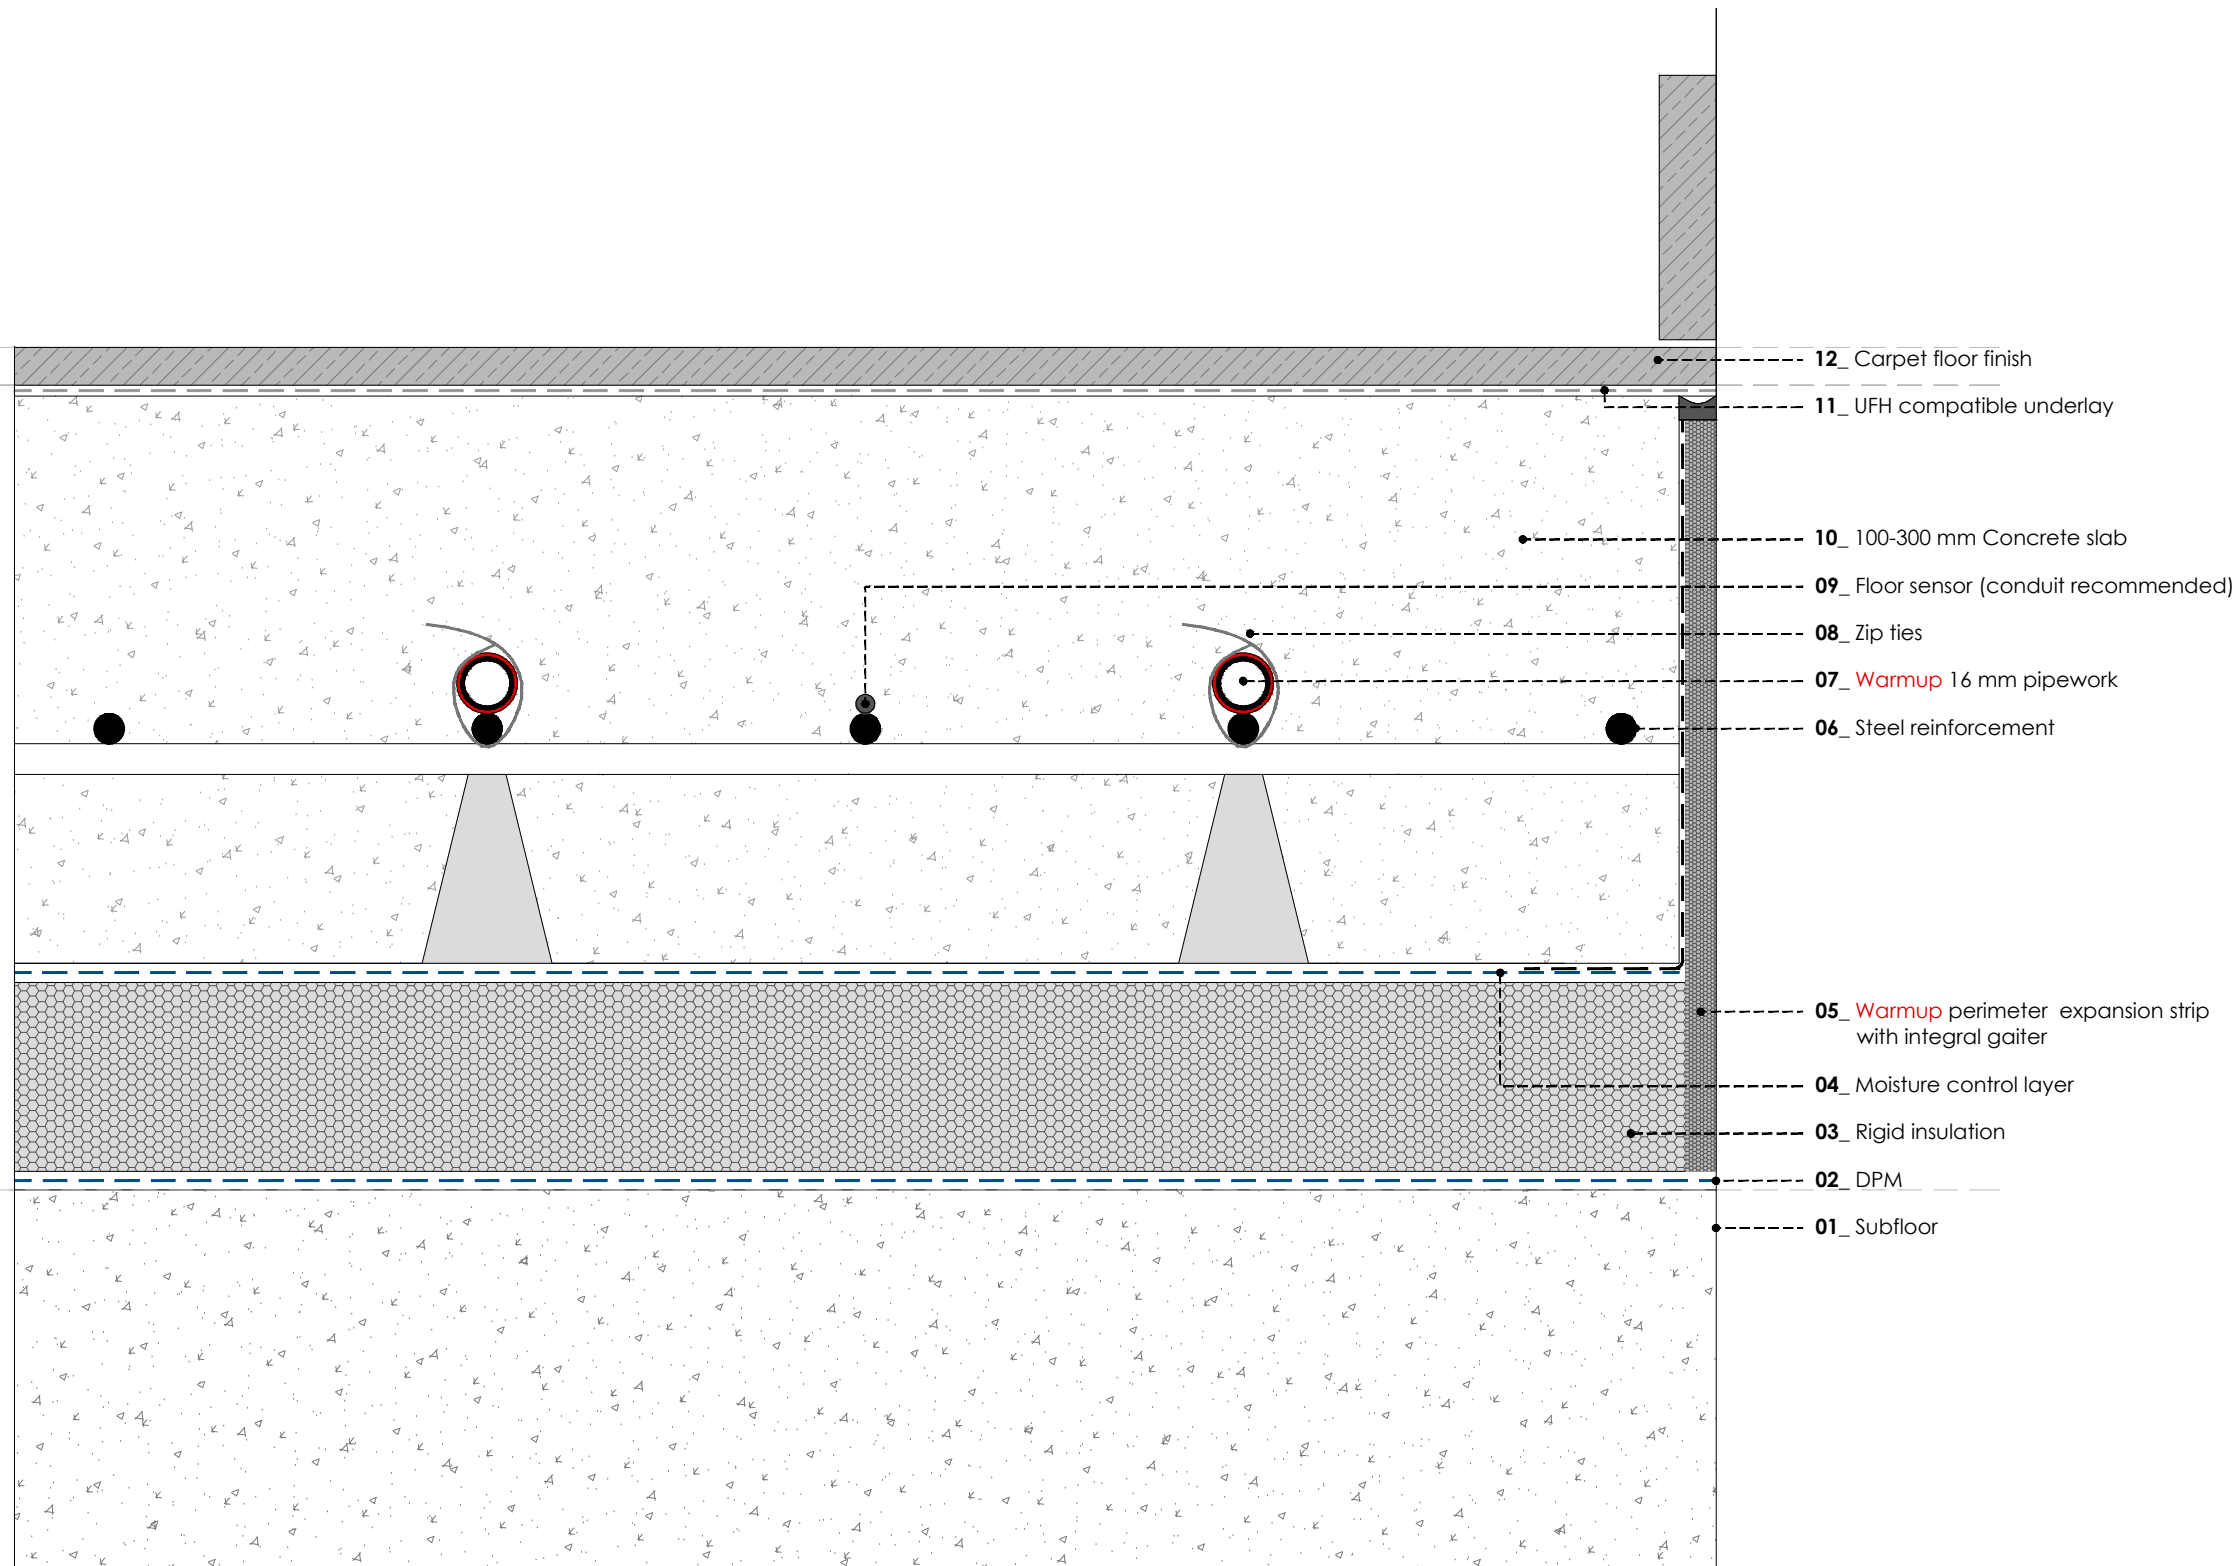 12_ Carpet floor finish
11_ UFH compatible underlay
10_ 100-300 mm Concrete slab
09_ Floor sensor (conduit recommended)
08_ Zip ties
07_ Warmup 16 mm pipework
06_ Steel reinforcement
05_ Warmup perimeter expansion strip
with integral gaiter
04_ Moisture control layer
03_ Rigid insulation
02_ DPM
01_ Subfloor